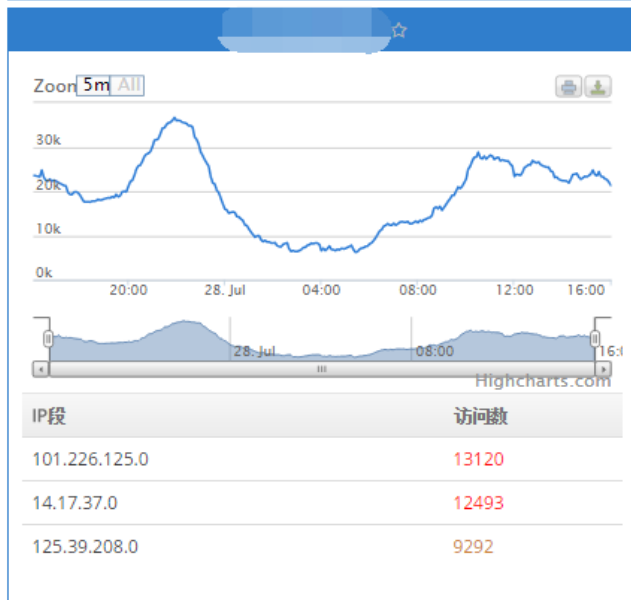 Zoom 5m All
30k
20k
10k
0k
20:00 28. Jul 04:00 08:00 12:00 16:00
28. Jul 08:00 16:0
Highcharts.com
IP段 访问数
101.226.125.0 13120
14.17.37.0 12493
125.39.208.0 9292